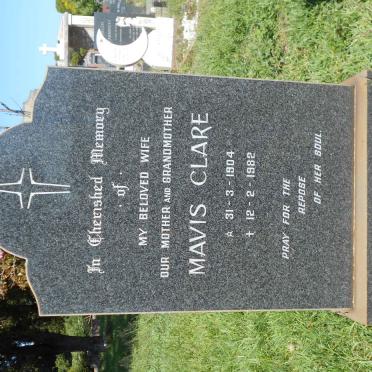 In Cherished Memory
of
MY BELOVED WIFE
OUR MOTHER AND GRANDMOTHER
MAVIS CLARE
* 31-3-1904
† 12-2-1982
PRAY FOR THE
REPOSE
OF HER SOUL